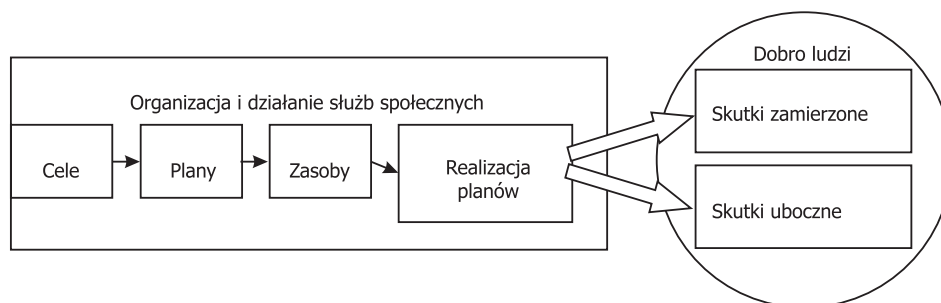 Dobro ludzi
Organizacja i działanie służb społecznych
Cele
Plany
Zasoby
Realizacja
planów
Skutki zamierzone
Skutki uboczne